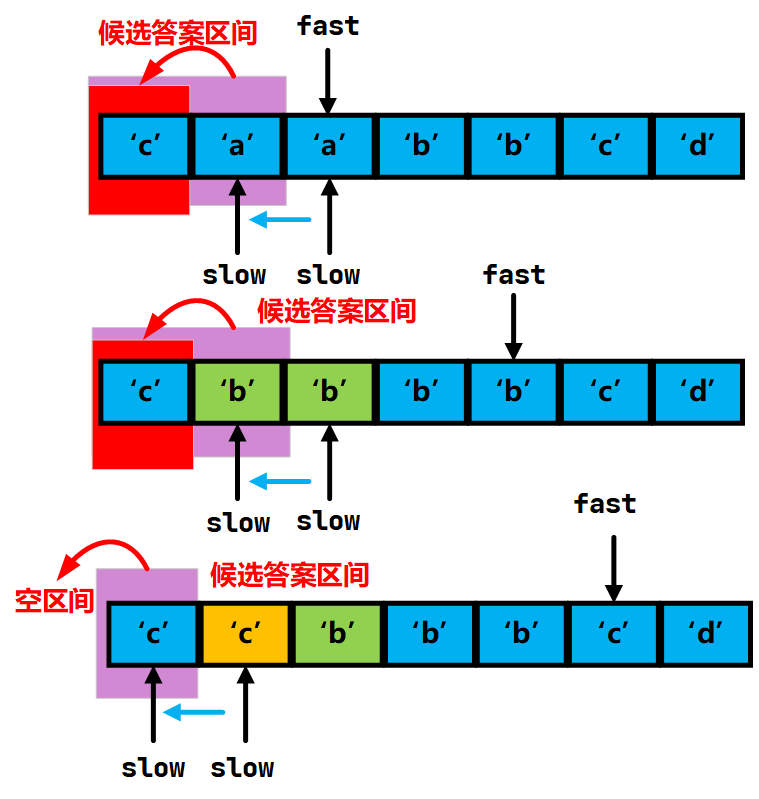 候选答案区间 fast
‘c’ ‘a’ ‘a’ ‘b’ ‘b’ ‘c’ ‘d’
slow slow
候选答案区间 fast
‘c’ ‘b’ ‘b’ ‘b’ ‘b’ ‘c’ ‘d’
slow slow
fast
候选答案区间
空区间
‘c’ ‘c’ ‘b’ ‘b’ ‘b’ ‘c’ ‘d’
slow slow